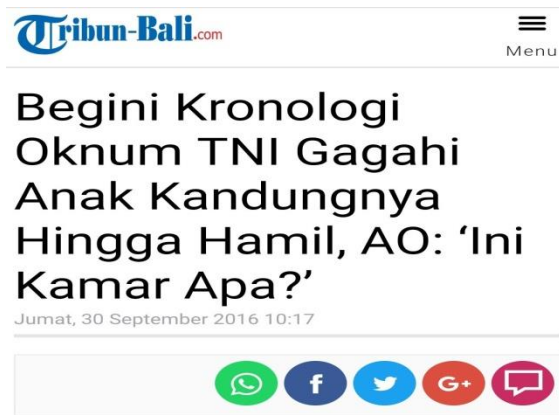 Tribun-Bali.com
Menu
Begini Kronologi
Oknum TNI Gagahi
Anak Kandungnya
Hingga Hamil, AO: ‘Ini
Kamar Apa?’
Jumat, 30 September 2016 10:17
f
G+